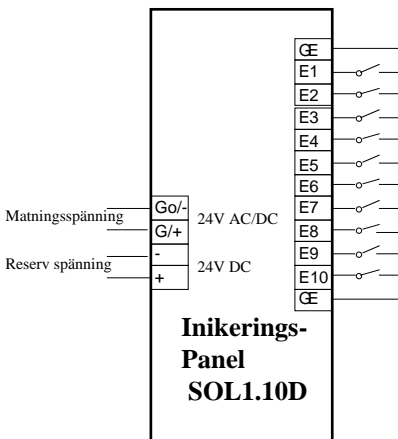 GE
E1
E2
E3
E4
E5
E6
Go/- 24V AC/DC E7
Matningsspänning
G/+ E8
- E9
Reserv spänning 24V DC
+ E10
GE
Inikerings-
Panel
SOL1.10D